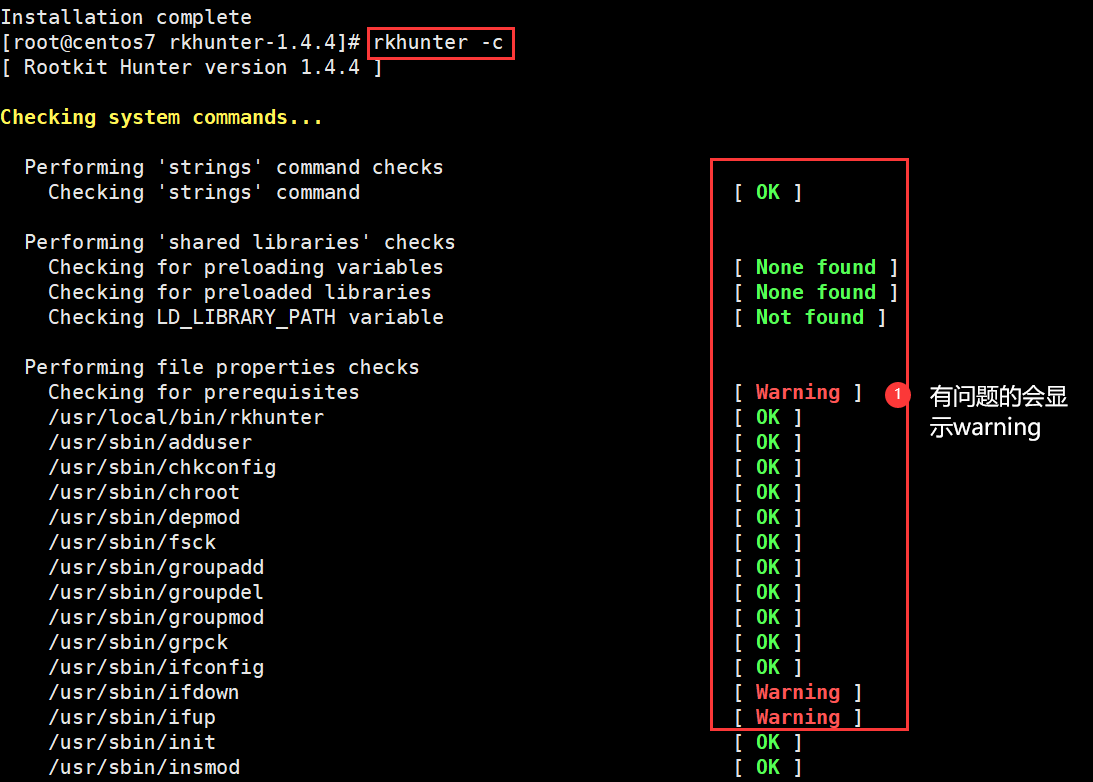 Installation complete
[root@centos7 rkhunter-1.4.4]# rkhunter -c
[ Rootkit Hunter version 1.4.4 ]
Checking system commands...
Performing 'strings' command checks
Checking 'strings' command [ OK ]
Performing 'shared libraries' checks
Checking for preloading variables [ None found ]
Checking for preloaded libraries [ None found ]
Checking LD_LIBRARY_PATH variable [ Not found ]
Performing file properties checks
Checking for prerequisites [ Warning ]
1 有问题的会显
示warning
/usr/local/bin/rkhunter [ OK ]
/usr/sbin/adduser [ OK ]
/usr/sbin/chkconfig [ OK ]
/usr/sbin/chroot [ OK ]
/usr/sbin/depmod [ OK ]
/usr/sbin/fsck [ OK ]
/usr/sbin/groupadd [ OK ]
/usr/sbin/groupdel [ OK ]
/usr/sbin/groupmod [ OK ]
/usr/sbin/grpck [ OK ]
/usr/sbin/ifconfig [ OK ]
/usr/sbin/ifdown [ Warning ]
/usr/sbin/ifup [ Warning ]
/usr/sbin/init [ OK ]
/usr/sbin/insmod [ OK ]